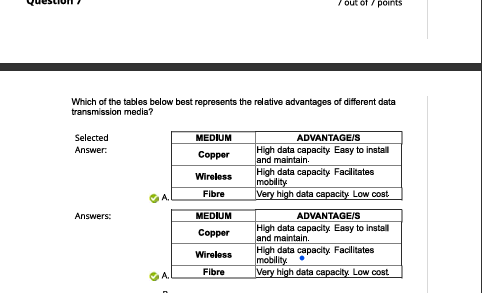 Question 7 7 out of 7 points
Which of the tables below best represents the relative advantages of different data
transmission media?
Selected
Answer:
MEDIUM ADVANTAGE/S
Copper High data capacity. Easy to install
and maintain.
Wireless High data capacity. Facilitates
mobility.
A. Fibre Very high data capacity. Low cost.
Answers:
MEDIUM ADVANTAGE/S
Copper High data capacity. Easy to install
and maintain.
Wireless High data capacity. Facilitates
mobility.
A. Fibre Very high data capacity. Low cost.